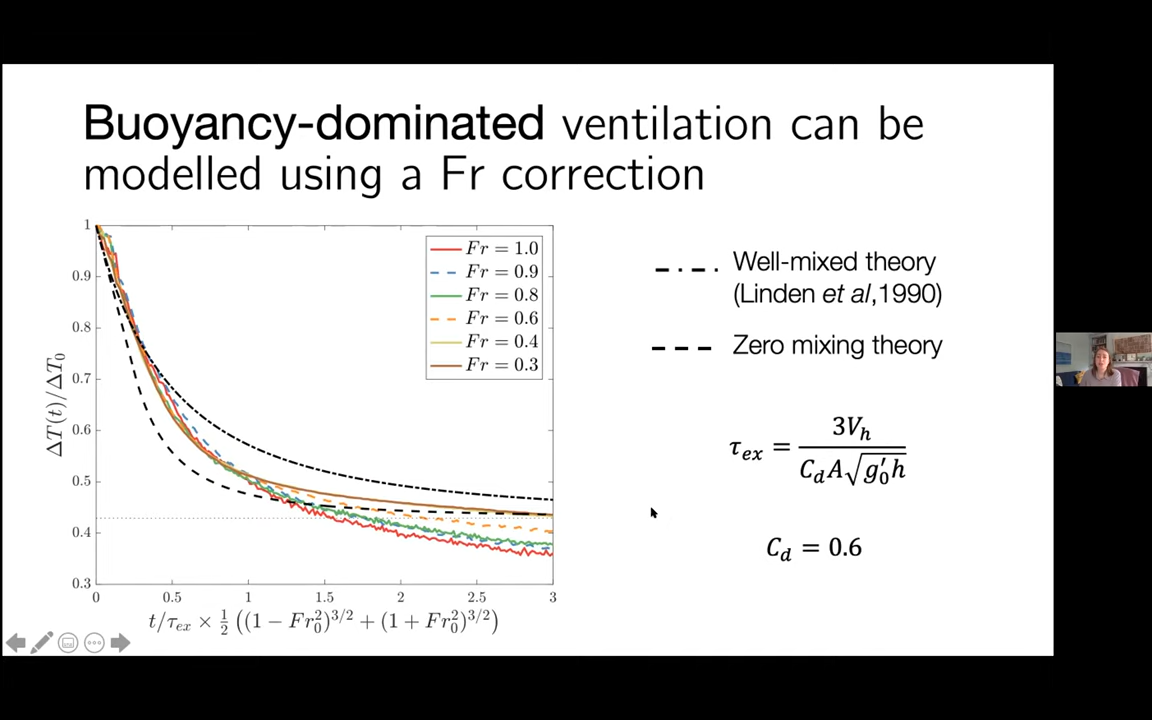 Buoyancy-dominated ventilation can be
modelled using a Fr correction
1
0.9
0.8
0.7
0.6
0.5
0.4
0.3
ΔT(t)/ΔT₀
Fr = 1.0
Fr = 0.9
Fr = 0.8
Fr = 0.6
Fr = 0.4
Fr = 0.3
0 0.5 1 1.5 2 2.5 3
t/τₑₓ × ½ ((1 − Fr₀²)^{3/2} + (1 + Fr₀²)^{3/2})
Well-mixed theory
(Linden et al,1990)
Zero mixing theory
τₑₓ = 3Vₕ / (C_d A√(g′₀h))
C_d = 0.6